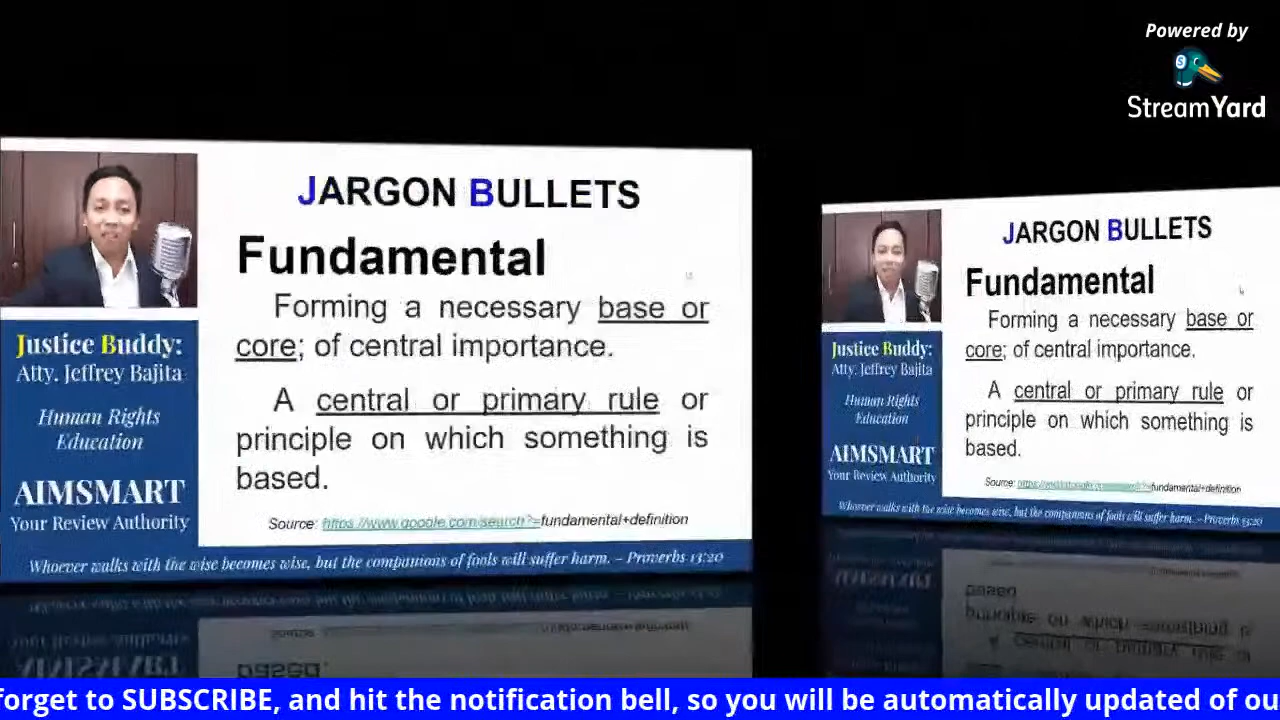 Powered by
StreamYard
JARGON BULLETS
Fundamental
Forming a necessary base or
core; of central importance.
A central or primary rule or
principle on which something is
based.
Source: https://www.google.com/search?=fundamental+definition
Justice Buddy:
Atty. Jeffrey Bajita
Human Rights
Education
AIMSMART
Your Review Authority
Whoever walks with the wise becomes wise, but the companions of fools will suffer harm. – Proverbs 13:20
JARGON BULLETS
Fundamental
Forming a necessary base or
core; of central importance.
A central or primary rule or
principle on which something is
based.
Source: https://www.google.com/search?=fundamental+definition
Justice Buddy:
Atty. Jeffrey Bajita
Human Rights
Education
AIMSMART
Your Review Authority
Whoever walks with the wise becomes wise, but the companions of fools will suffer harm. – Proverbs 13:20
forget to SUBSCRIBE, and hit the notification bell, so you will be automatically updated of ou